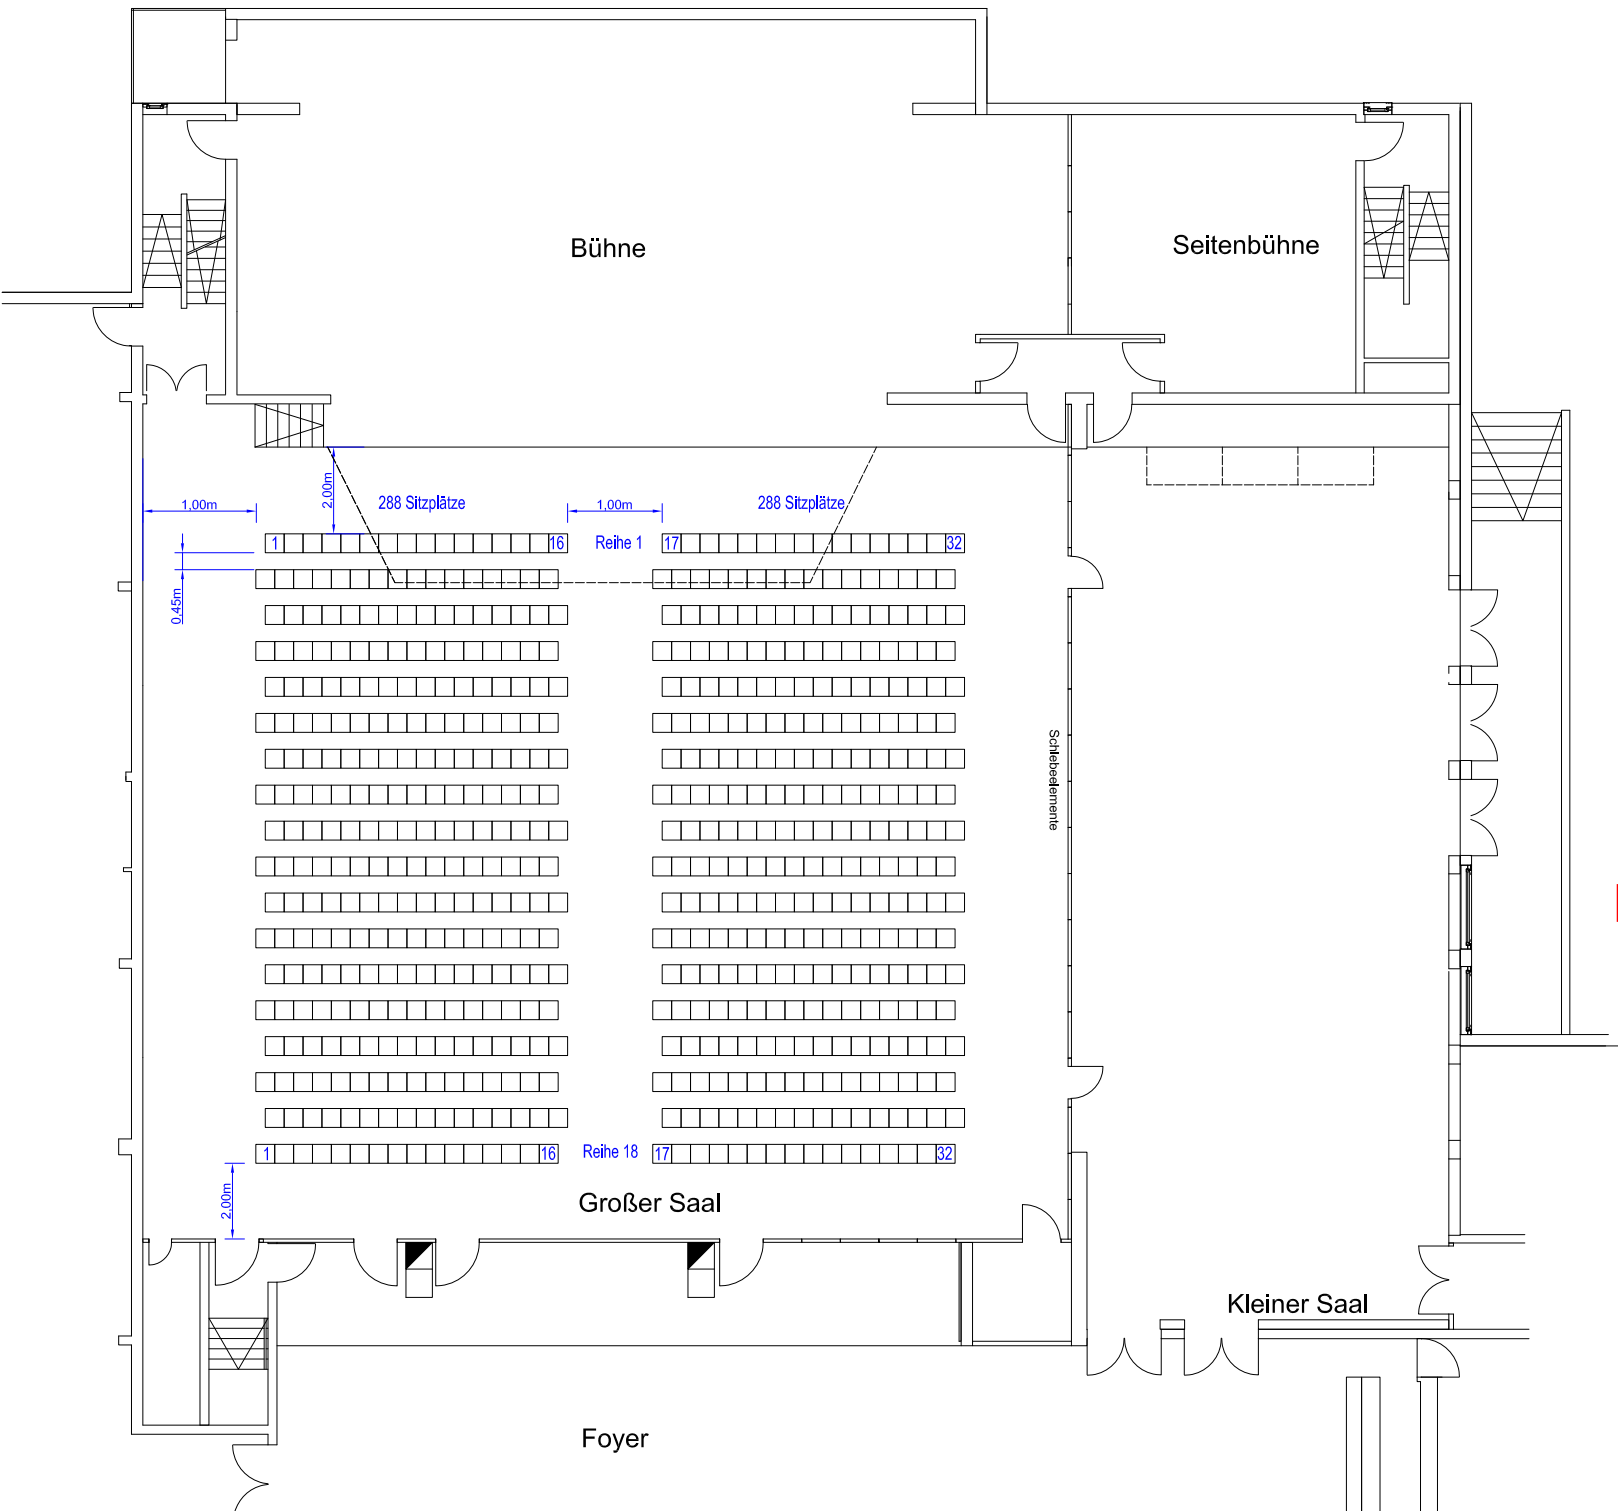 Bühne
Seitenbühne
2,00m
1,00m
288 Sitzplätze
1,00m
288 Sitzplätze
1
16
Reihe 1
17
32
0,45m
Schiebeelemente
1
16
Reihe 18
17
32
2,00m
Großer Saal
Kleiner Saal
Foyer